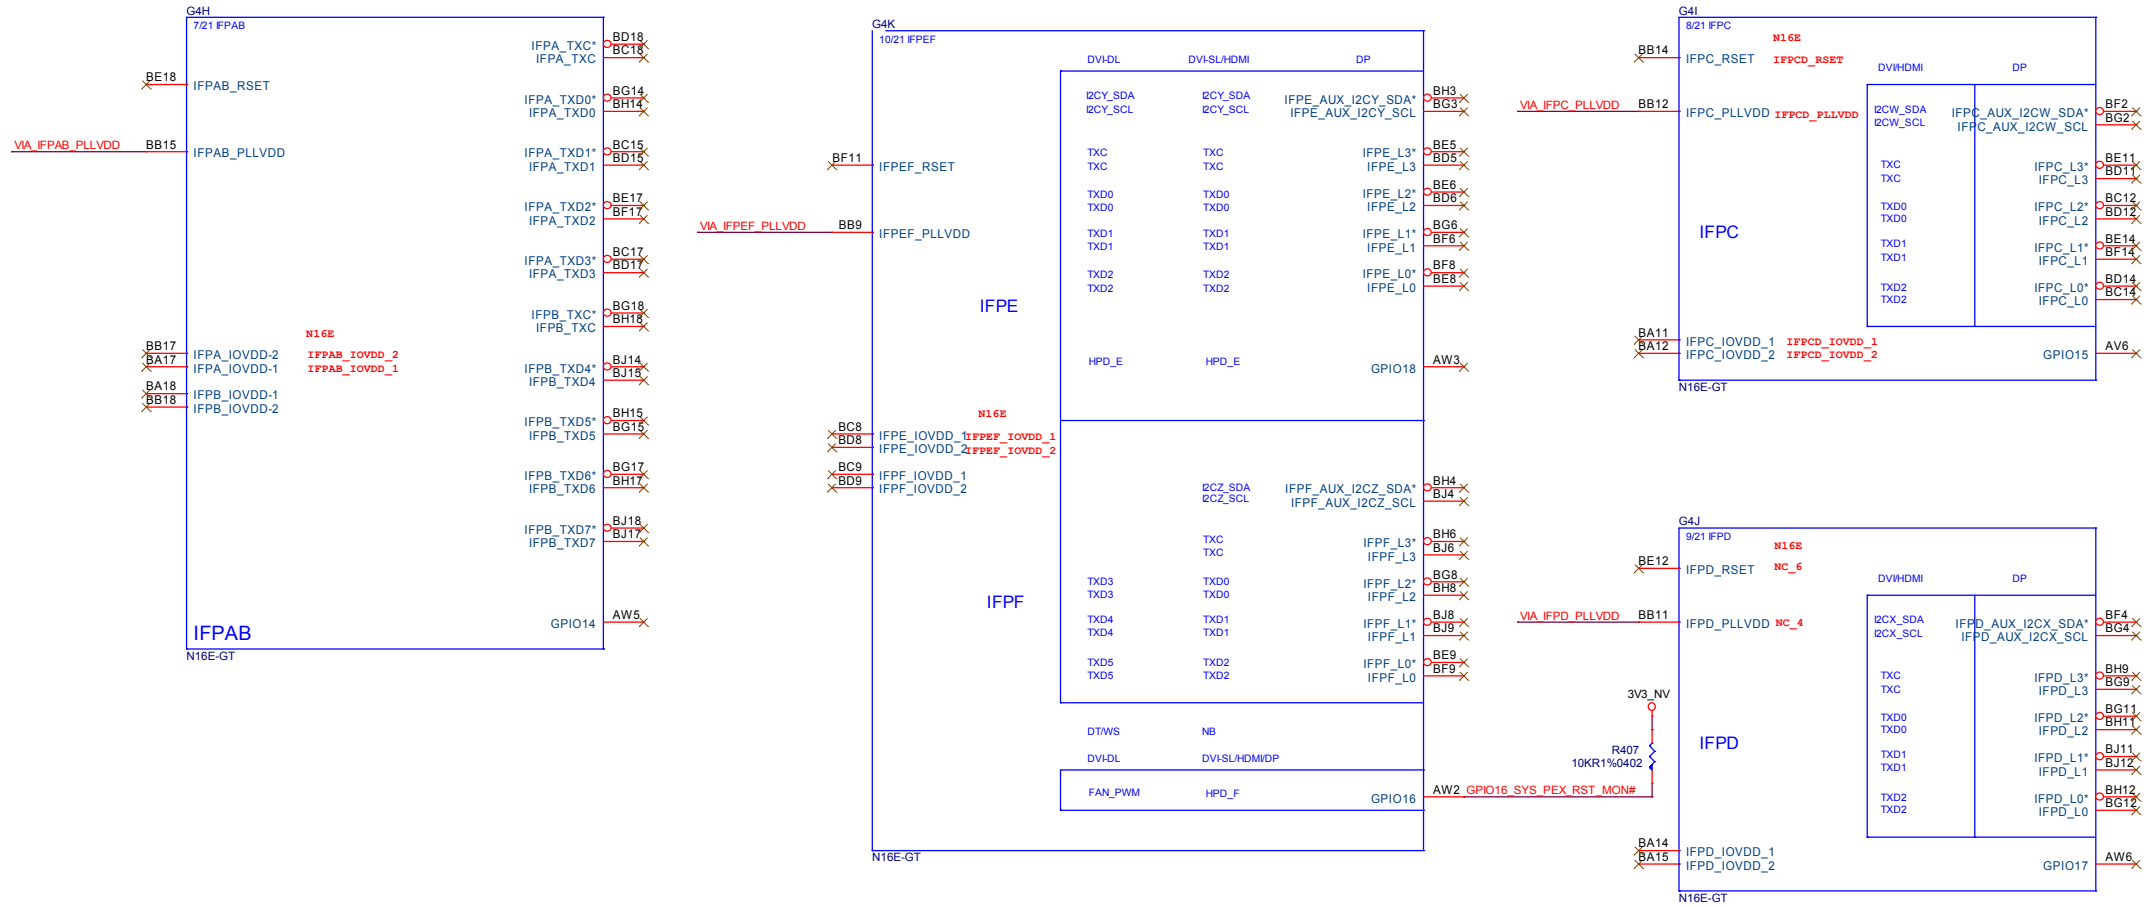 G4H
7/21 IFPAB
BE18 IFPAB_RSET
VIA_IFPAB_PLLVDD BB15 IFPAB_PLLVDD
N16E
BB17 IFPA_IOVDD-2 IFPAB_IOVDD_2
BA17 IFPA_IOVDD-1 IFPAB_IOVDD_1
BA18 IFPB_IOVDD-1
BB18 IFPB_IOVDD-2
IFPA_TXC* BD18
IFPA_TXC BC18
IFPA_TXD0* BG14
IFPA_TXD0 BH14
IFPA_TXD1* BC15
IFPA_TXD1 BD15
IFPA_TXD2* BE17
IFPA_TXD2 BF17
IFPA_TXD3* BC17
IFPA_TXD3 BD17
IFPB_TXC* BG18
IFPB_TXC BH18
IFPB_TXD4* BJ14
IFPB_TXD4 BJ15
IFPB_TXD5* BH15
IFPB_TXD5 BG15
IFPB_TXD6* BG17
IFPB_TXD6 BH17
IFPB_TXD7* BJ18
IFPB_TXD7 BJ17
GPIO14 AW5
IFPAB
N16E-GT
G4K
10/21 IFPEF
DVI-DL DVI-SL/HDMI DP
BF11 IFPEF_RSET
VIA_IFPEF_PLLVDD BB9 IFPEF_PLLVDD
I2CY_SDA I2CY_SDA IFPE_AUX_I2CY_SDA* BH3
I2CY_SCL I2CY_SCL IFPE_AUX_I2CY_SCL BG3
TXC TXC IFPE_L3* BE5
TXC TXC IFPE_L3 BD5
TXD0 TXD0 IFPE_L2* BE6
TXD0 TXD0 IFPE_L2 BD6
TXD1 TXD1 IFPE_L1* BG6
TXD1 TXD1 IFPE_L1 BF6
TXD2 TXD2 IFPE_L0* BF8
TXD2 TXD2 IFPE_L0 BE8
IFPE
HPD_E HPD_E GPIO18 AW3
N16E
BC8 IFPE_IOVDD_1 IFPEF_IOVDD_1
BD8 IFPE_IOVDD_2 IFPEF_IOVDD_2
BC9 IFPF_IOVDD_1
BD9 IFPF_IOVDD_2
I2CZ_SDA IFPF_AUX_I2CZ_SDA* BH4
I2CZ_SCL IFPF_AUX_I2CZ_SCL BJ4
TXC IFPF_L3* BH6
TXC IFPF_L3 BJ6
TXD3 TXD0 IFPF_L2* BG8
TXD3 TXD0 IFPF_L2 BH8
IFPF
TXD4 TXD1 IFPF_L1* BJ8
TXD4 TXD1 IFPF_L1 BJ9
TXD5 TXD2 IFPF_L0* BE9
TXD5 TXD2 IFPF_L0 BF9
DT/WS NB
DVI-DL DVI-SL/HDMI/DP
FAN_PWM HPD_F GPIO16 AW2 GPIO16_SYS_PEX_RST_MON#
N16E-GT
3V3_NV
R407
10KR1%0402
G4I
8/21 IFPC
N16E
BB14 IFPC_RSET IFPCD_RSET
DVI/HDMI DP
VIA_IFPC_PLLVDD BB12 IFPC_PLLVDD IFPCD_PLLVDD
I2CW_SDA IFPC_AUX_I2CW_SDA* BF2
I2CW_SCL IFPC_AUX_I2CW_SCL BG2
TXC IFPC_L3* BE11
TXC IFPC_L3 BD11
TXD0 IFPC_L2* BC12
TXD0 IFPC_L2 BD12
IFPC
TXD1 IFPC_L1* BE14
TXD1 IFPC_L1 BF14
TXD2 IFPC_L0* BD14
TXD2 IFPC_L0 BC14
BA11 IFPC_IOVDD_1 IFPCD_IOVDD_1
BA12 IFPC_IOVDD_2 IFPCD_IOVDD_2
GPIO15 AV6
N16E-GT
G4J
9/21 IFPD
N16E
BE12 IFPD_RSET NC_6
DVI/HDMI DP
VIA_IFPD_PLLVDD BB11 IFPD_PLLVDD NC_4
I2CX_SDA IFPD_AUX_I2CX_SDA* BF4
I2CX_SCL IFPD_AUX_I2CX_SCL BG4
TXC IFPD_L3* BH9
TXC IFPD_L3 BG9
TXD0 IFPD_L2* BG11
TXD0 IFPD_L2 BH11
IFPD
TXD1 IFPD_L1* BJ11
TXD1 IFPD_L1 BJ12
TXD2 IFPD_L0* BH12
TXD2 IFPD_L0 BG12
BA14 IFPD_IOVDD_1
BA15 IFPD_IOVDD_2
GPIO17 AW6
N16E-GT